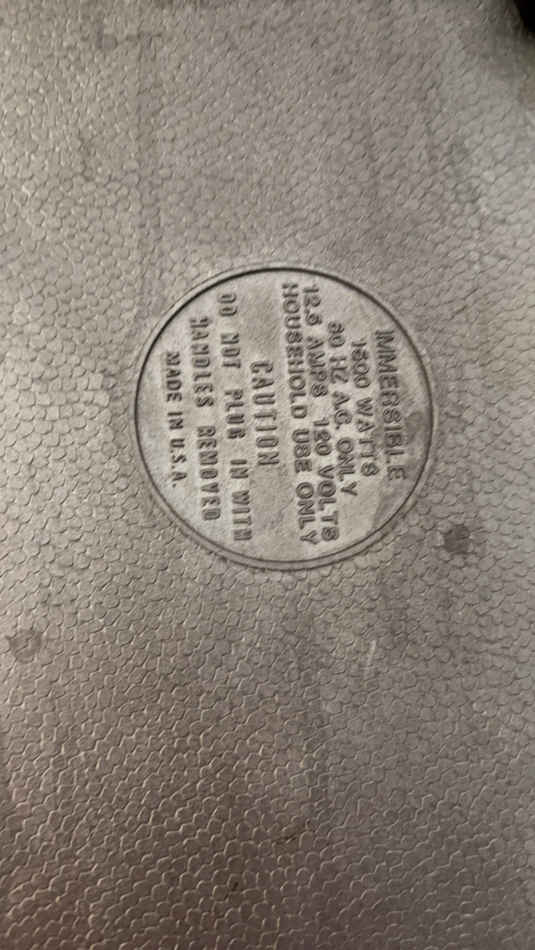 IMMERSIBLE
1500 WATTS
60 HZ A.C. ONLY
12.5 AMPS 120 VOLTS
HOUSEHOLD USE ONLY
CAUTION
DO NOT PLUG IN WITH
HANDLES REMOVED
MADE IN U.S.A.